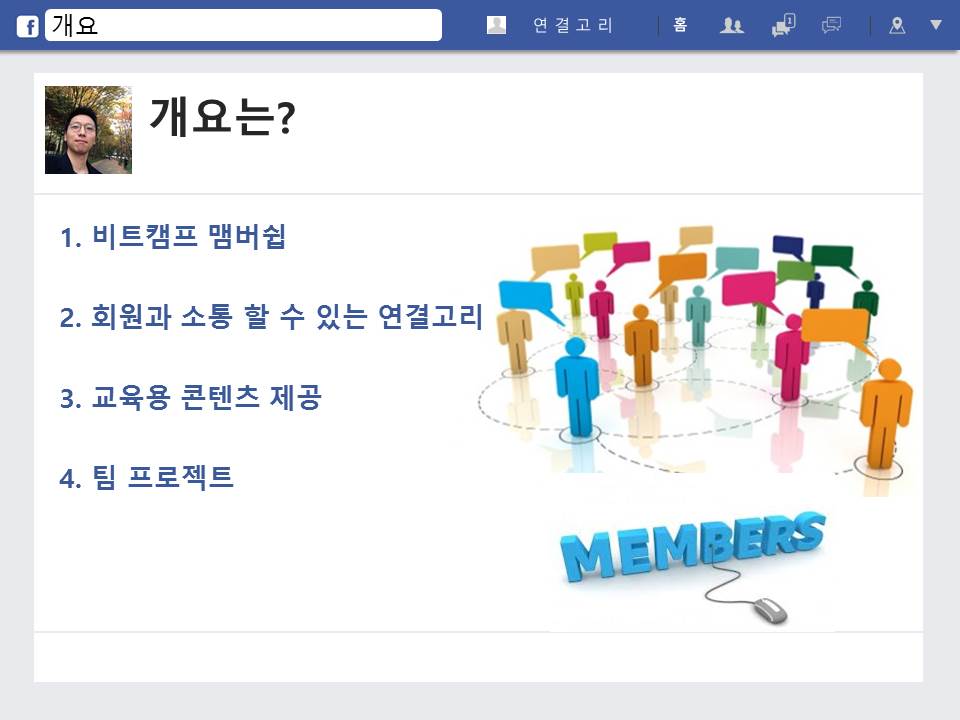 f 개요
연결고리
홈
1
개요는?
1. 비트캠프 맴버쉽
2. 회원과 소통 할 수 있는 연결고리
3. 교육용 콘텐츠 제공
4. 팀 프로젝트
MEMBERS